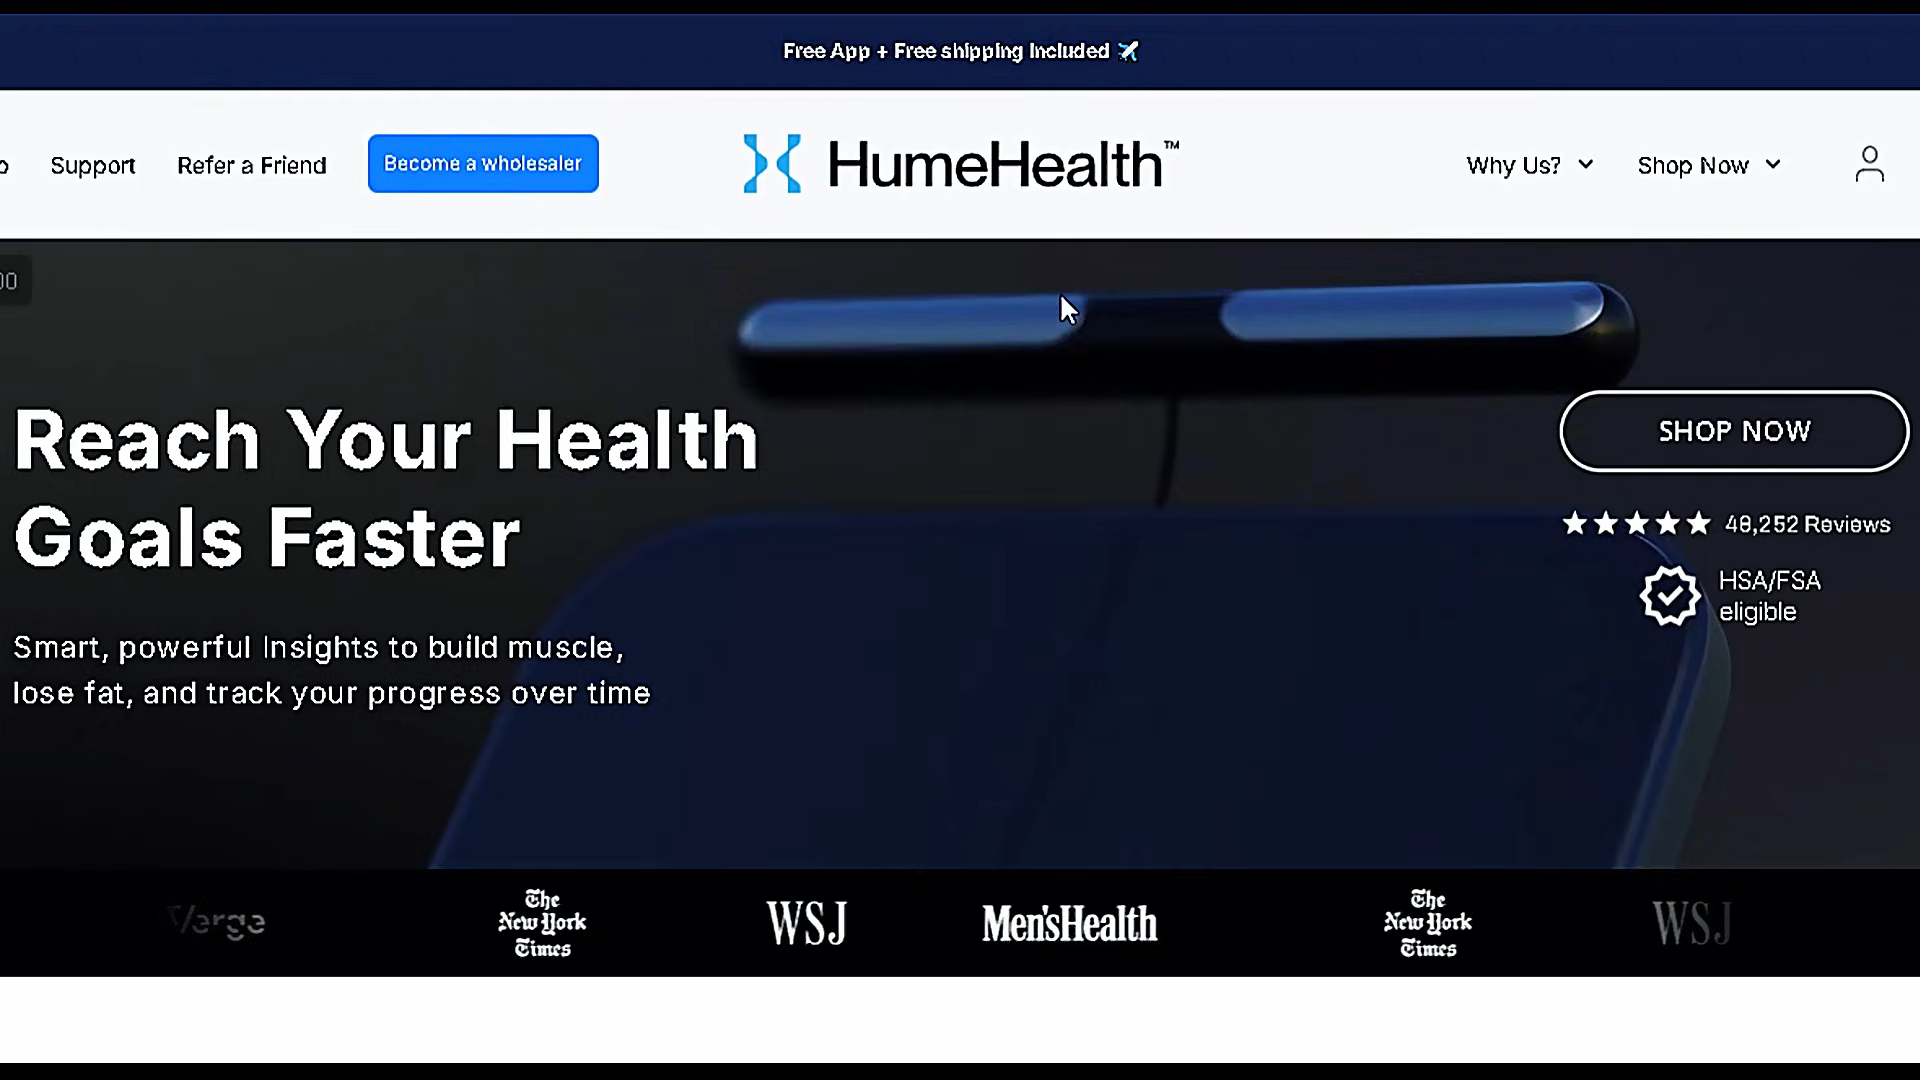 Free App + Free shipping Included
Support
Refer a Friend
Become a wholesaler
HumeHealth™
Why Us?
Shop Now
Reach Your Health
Goals Faster
Smart, powerful Insights to build muscle,
lose fat, and track your progress over time
SHOP NOW
48,252 Reviews
HSA/FSA
eligible
Verge
The
New York
Times
WSJ
Men'sHealth
The
New York
Times
WSJ